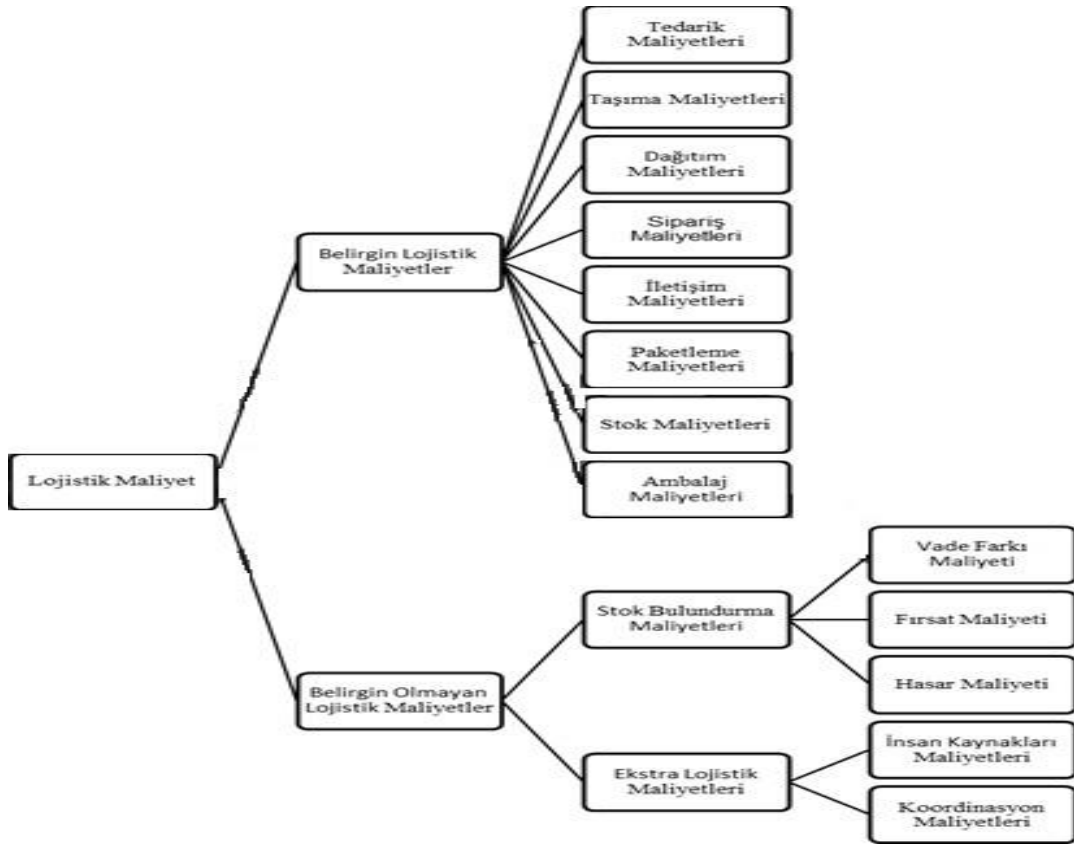 Tedarik
Maliyetleri
Taşıma Maliyetleri
Dağıtım
Maliyetleri
Sipariş
Maliyetleri
Belirgin Lojistik
Maliyetler
İletişim
Maliyetleri
Paketleme
Maliyetleri
Stok Maliyetleri
Lojistik Maliyet
Ambalaj
Maliyetleri
Vade Farkı
Maliyeti
Stok Bulundurma
Maliyetleri
Fırsat Maliyeti
Hasar Maliyeti
Belirgin Olmayan
Lojistik Maliyetler
İnsan Kaynakları
Maliyetleri
Ekstra Lojistik
Maliyetleri
Koordinasyon
Maliyetleri